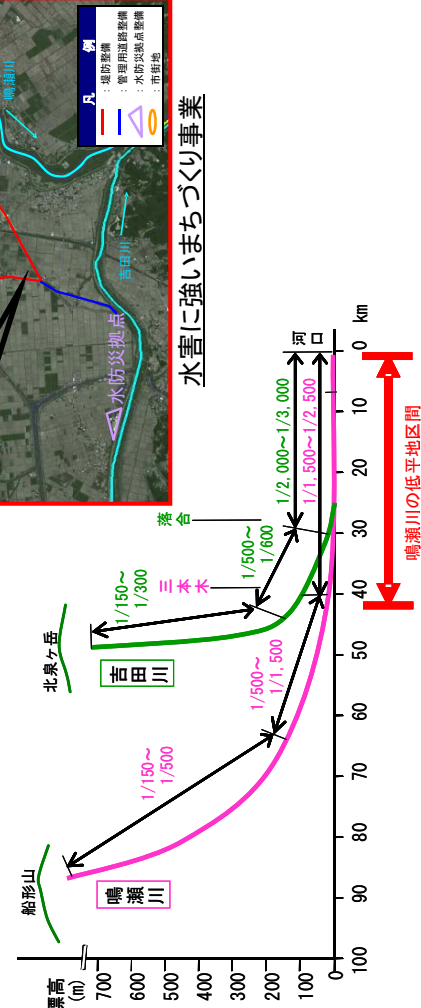 鳴瀬川
吉田川
水防災拠点
凡　例
：堤防整備
：管理用道路整備
：水防災拠点整備
：市街地
水害に強いまちづくり事業
標高
(m)
700
600
500
400
300
200
100
0
船形山
北泉ヶ岳
鳴瀬川
吉田川
1/150～
1/500
1/500～
1/1,500
1/1,500～1/2,500
1/150～
1/300
1/500～
1/600
1/2,000～1/3,000
三本木
落合
河口
100
90
80
70
60
50
40
30
20
10
0
km
鳴瀬川の低平地区間